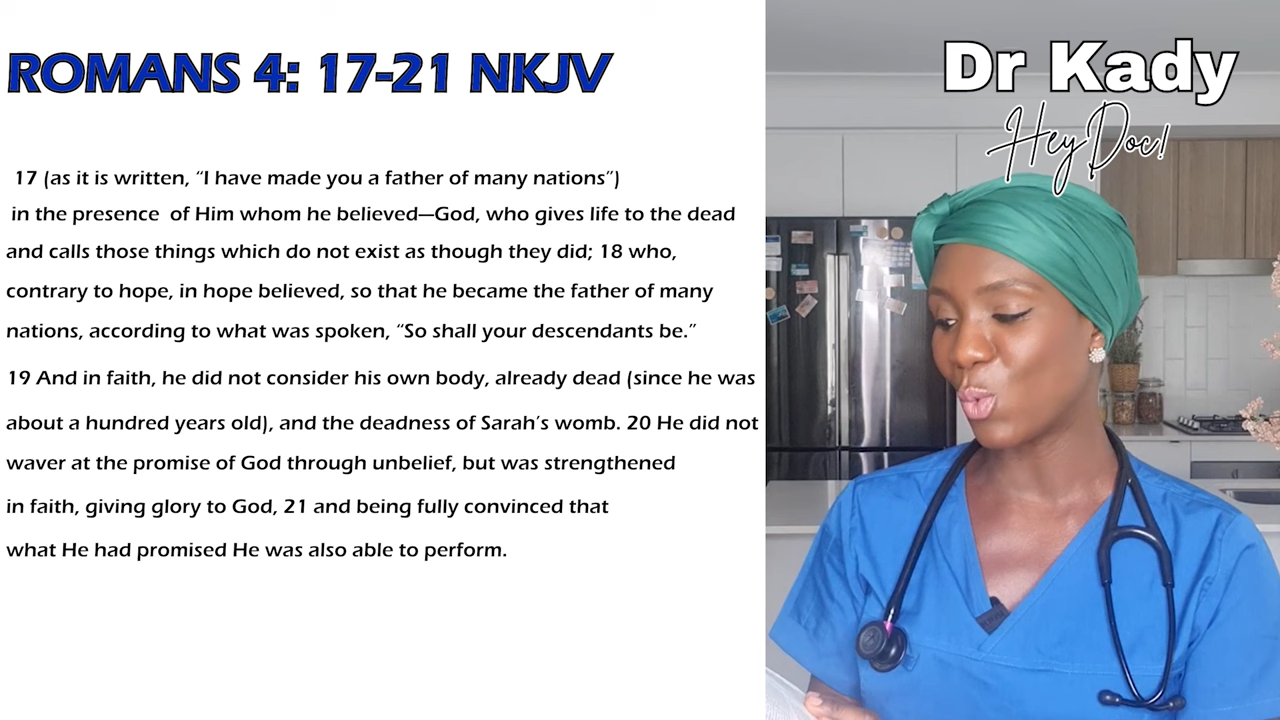 ROMANS 4: 17-21 NKJV
17 (as it is written, “I have made you a father of many nations”)
in the presence of Him whom he believed—God, who gives life to the dead
and calls those things which do not exist as though they did; 18 who,
contrary to hope, in hope believed, so that he became the father of many
nations, according to what was spoken, “So shall your descendants be.”
19 And in faith, he did not consider his own body, already dead (since he was
about a hundred years old), and the deadness of Sarah’s womb. 20 He did not
waver at the promise of God through unbelief, but was strengthened
in faith, giving glory to God, 21 and being fully convinced that
what He had promised He was also able to perform.
Dr Kady
Hey Doc!